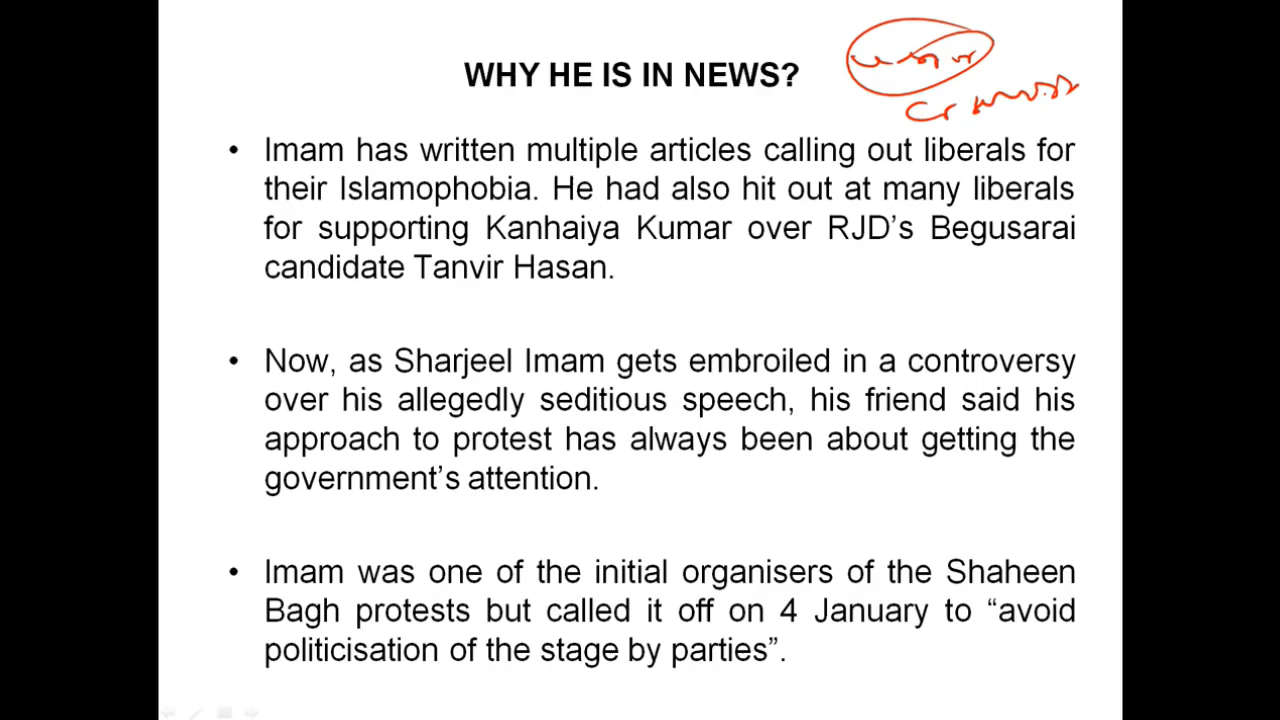 WHY HE IS IN NEWS?
• Imam has written multiple articles calling out liberals for
their Islamophobia. He had also hit out at many liberals
for supporting Kanhaiya Kumar over RJD's Begusarai
candidate Tanvir Hasan.
• Now, as Sharjeel Imam gets embroiled in a controversy
over his allegedly seditious speech, his friend said his
approach to protest has always been about getting the
government's attention.
• Imam was one of the initial organisers of the Shaheen
Bagh protests but called it off on 4 January to “avoid
politicisation of the stage by parties”.